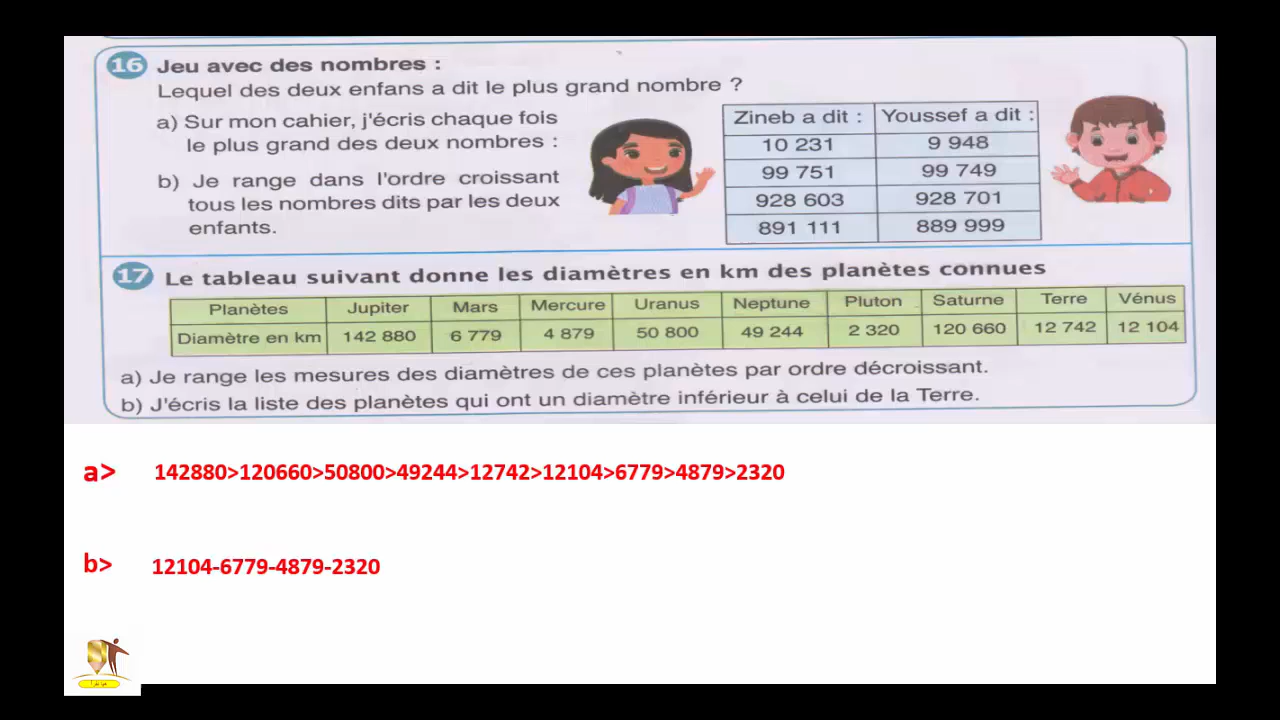 16 Jeu avec des nombres :
Lequel des deux enfans a dit le plus grand nombre ?
a) Sur mon cahier, j'écris chaque fois
le plus grand des deux nombres :
b) Je range dans l'ordre croissant
tous les nombres dits par les deux
enfants.
Zineb a dit : Youssef a dit :
10 231 9 948
99 751 99 749
928 603 928 701
891 111 889 999
17 Le tableau suivant donne les diamètres en km des planètes connues
Planètes Jupiter Mars Mercure Uranus Neptune Pluton Saturne Terre Vénus
Diamètre en km 142 880 6 779 4 879 50 800 49 244 2 320 120 660 12 742 12 104
a) Je range les mesures des diamètres de ces planètes par ordre décroissant.
b) J'écris la liste des planètes qui ont un diamètre inférieur à celui de la Terre.
a> 142880>120660>50800>49244>12742>12104>6779>4879>2320
b> 12104-6779-4879-2320